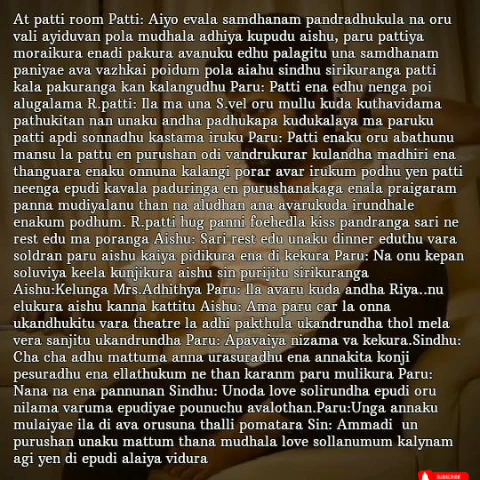 At patti room Patti: Aiyo evala samdhanam pandradhukula na oru
vali ayiduvan pola mudhala adhiya kupudu aishu, paru pattiya
moraikura enadi pakura avanuku edhu palagitu una samdhanam
paniyae ava vazhkai poidum pola aiahu sindhu sirikuranga patti
kala pakuranga kan kalangudhu Paru: Patti ena edhu nenga poi
alugalama R.patti: Ila ma una S.vel oru mullu kuda kuthavidama
pathukitan nan unaku andha padhukapa kudukalaya ma paruku
patti apdi sonnadhu kastama iruku Paru: Patti enaku oru abathunu
mansu la pattu en purushan odi vandrukurar kulandha madhiri ena
thanguara enaku onnuna kalangi porar avar irukum podhu yen patti
neenga epudi kavala paduringa en purushanakaga enala praigaram
panna mudiyalanu than na aludhan ana avarukuda irundhale
enakum podhum. R.patti hug panni foehedla kiss pandranga sari ne
rest edu ma poranga Aishu: Sari rest edu unaku dinner eduthu vara
soldran paru aishu kaiya pidikura ena di kekura Paru: Na onu kepan
soluviya keela kunjikura aishu sin purijitu sirikuranga
Aishu:Kelunga Mrs.Adhithya Paru: Ila avaru kuda andha Riya..nu
elukura aishu kanna kattitu Aishu: Ama paru car la onna
ukandhukitu vara theatre la adhi pakthula ukandrundha thol mela
vera sanjitu ukandrundha Paru: Apavaiya nizama va kekura.Sindhu:
Cha cha adhu mattuma anna urasuradhu ena annakita konji
pesuradhu ena ellathukum ne than karanm paru mulikura Paru:
Nana na ena pannunan Sindhu: Unoda love solirundha epudi oru
nilama varuma epudiyae pounuchu avalothan.Paru:Unga annaku
mulaiyae ila di ava orusuna thalli pomatara Sin: Ammadi  un
purushan unaku mattum thana mudhala love sollanumum kalynam
agi yen di epudi alaiya vidura
SUBSCRIBE